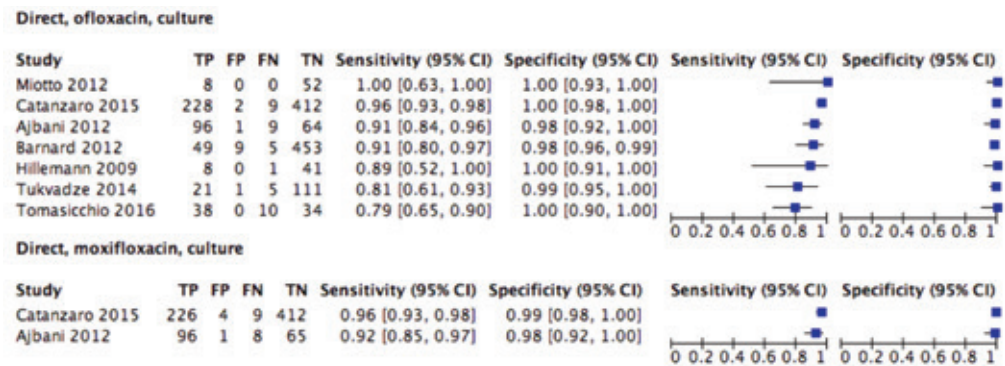 Direct, ofloxacin, culture
Study TP FP FN TN Sensitivity (95% CI) Specificity (95% CI) Sensitivity (95% CI) Specificity (95% CI)
Miotto 2012 8 0 0 52 1.00 [0.63, 1.00] 1.00 [0.93, 1.00]
Catanzaro 2015 228 2 9 412 0.96 [0.93, 0.98] 1.00 [0.98, 1.00]
Ajbani 2012 96 1 9 64 0.91 [0.84, 0.96] 0.98 [0.92, 1.00]
Barnard 2012 49 9 5 453 0.91 [0.80, 0.97] 0.98 [0.96, 0.99]
Hillemann 2009 8 0 1 41 0.89 [0.52, 1.00] 1.00 [0.91, 1.00]
Tukvadze 2014 21 1 5 111 0.81 [0.61, 0.93] 0.99 [0.95, 1.00]
Tomasicchio 2016 38 0 10 34 0.79 [0.65, 0.90] 1.00 [0.90, 1.00]
0 0.2 0.4 0.6 0.8 1 0 0.2 0.4 0.6 0.8 1
Direct, moxifloxacin, culture
Study TP FP FN TN Sensitivity (95% CI) Specificity (95% CI) Sensitivity (95% CI) Specificity (95% CI)
Catanzaro 2015 226 4 9 412 0.96 [0.93, 0.98] 0.99 [0.98, 1.00]
Ajbani 2012 96 1 8 65 0.92 [0.85, 0.97] 0.98 [0.92, 1.00]
0 0.2 0.4 0.6 0.8 1 0 0.2 0.4 0.6 0.8 1